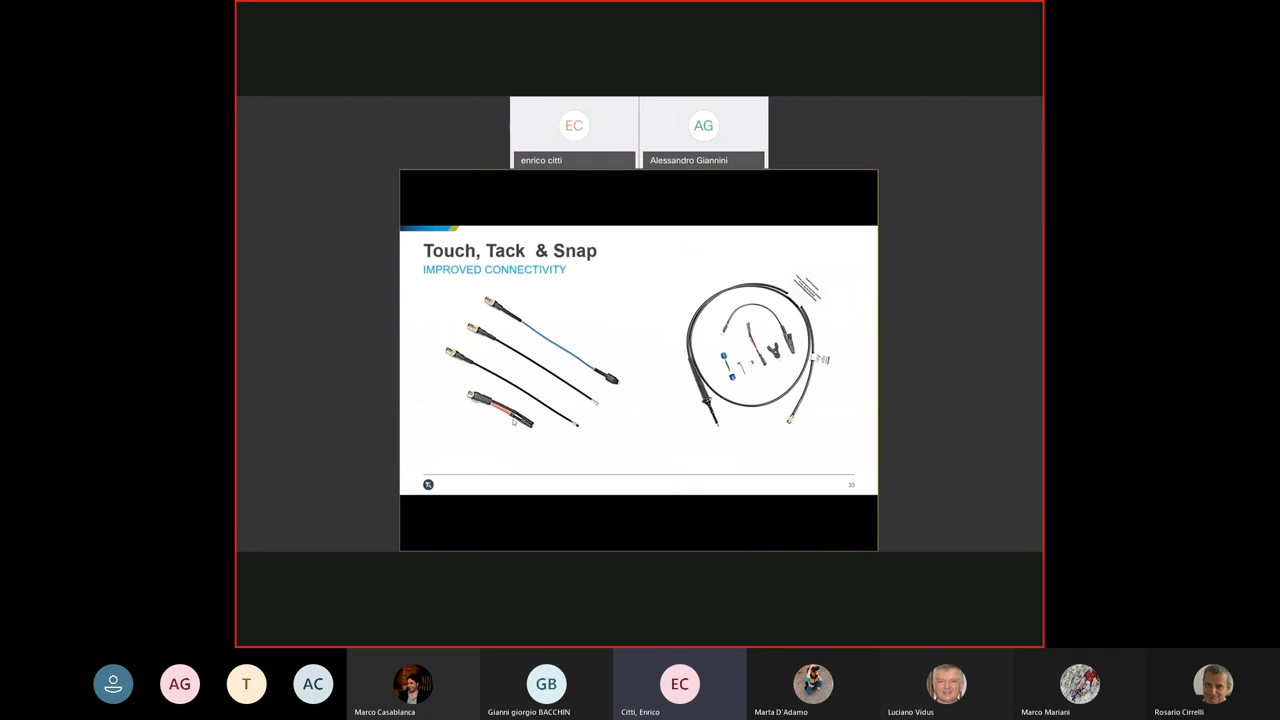 EC
AG
enrico citti
Alessandro Giannini
Touch, Tack & Snap
IMPROVED CONNECTIVITY
33
AG
T
AC
GB
EC
Marco Casablanca
Gianni giorgio BACCHIN
Citti, Enrico
Marta D'Adamo
Luciano Vidus
Marco Mariani
Rosario Cirrelli